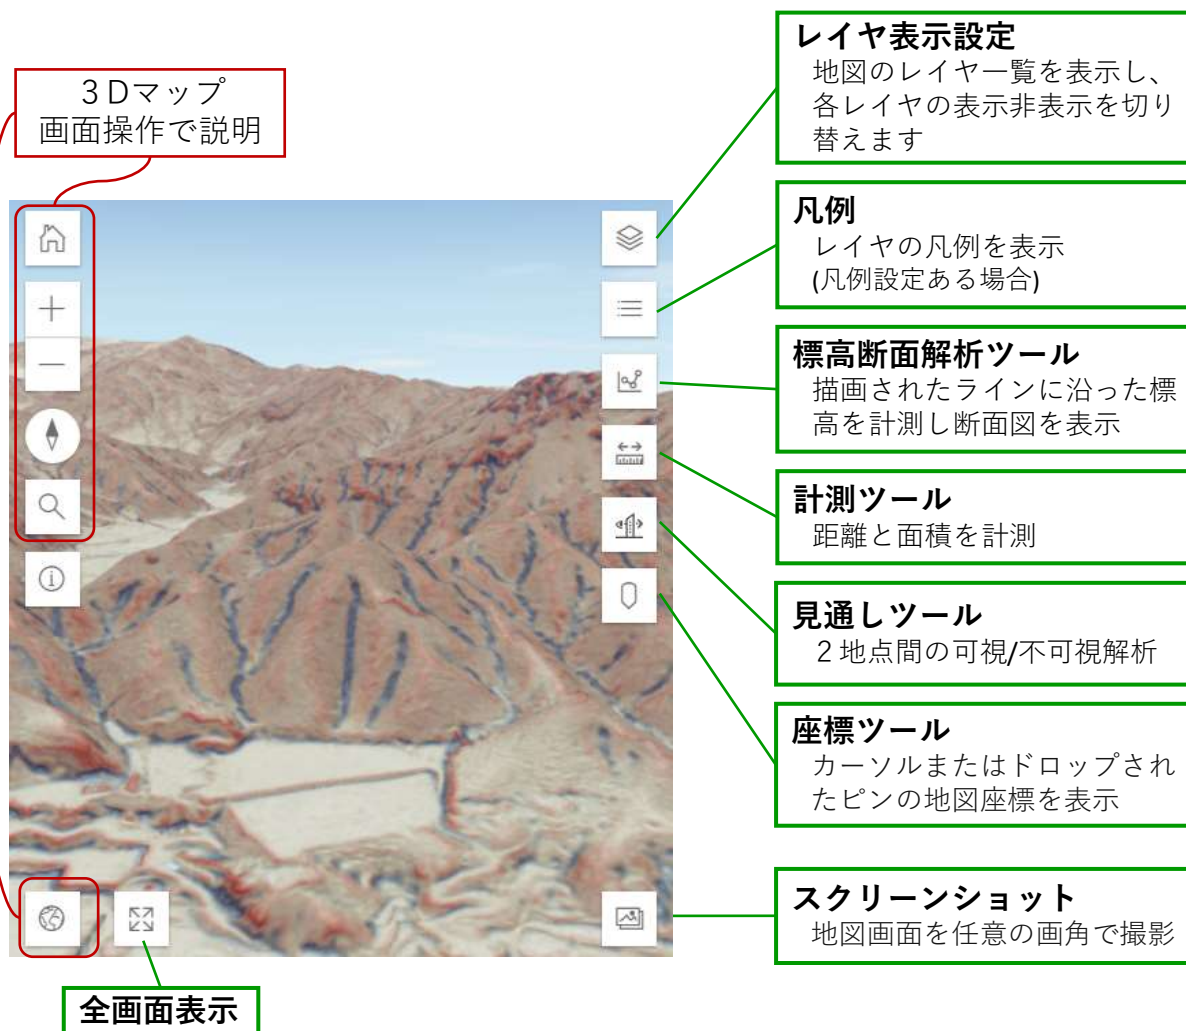 ３Dマップ
画面操作で説明
レイヤ表示設定
地図のレイヤ一覧を表示し、
各レイヤの表示非表示を切り
替えます
凡例
レイヤの凡例を表示
(凡例設定ある場合)
標高断面解析ツール
描画されたラインに沿った標
高を計測し断面図を表示
計測ツール
距離と面積を計測
見通しツール
２地点間の可視/不可視解析
座標ツール
カーソルまたはドロップされ
たピンの地図座標を表示
スクリーンショット
地図画面を任意の画角で撮影
全画面表示